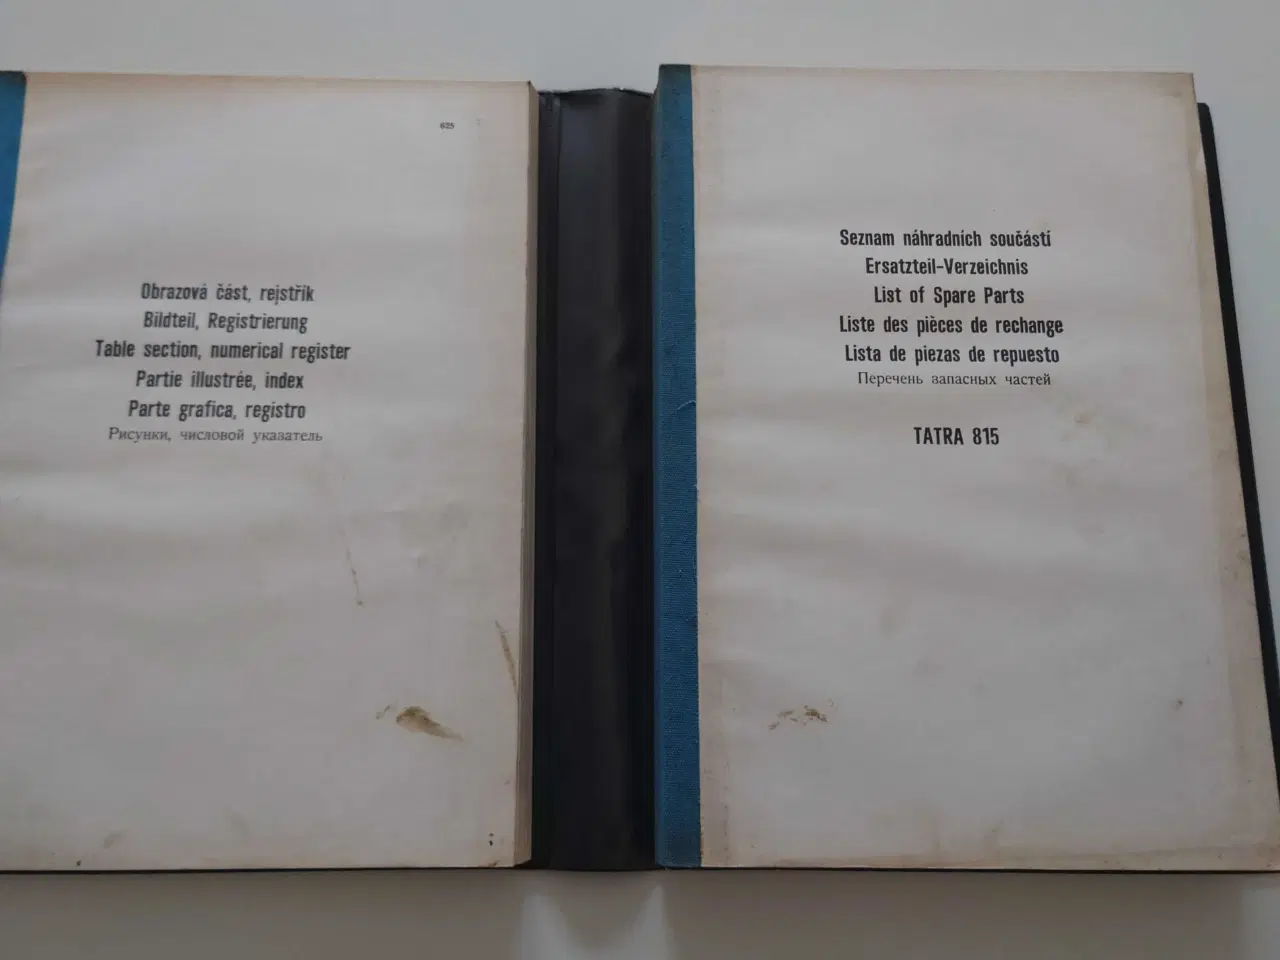 625
Obrazová část, rejstřík
Bildteil, Registrierung
Table section, numerical register
Partie illustrée, index
Parte grafica, registro
Рисунки, числовой указатель
Seznam náhradních součástí
Ersatzteil-Verzeichnis
List of Spare Parts
Liste des pièces de rechange
Lista de piezas de repuesto
Перечень запасных частей
TATRA 815